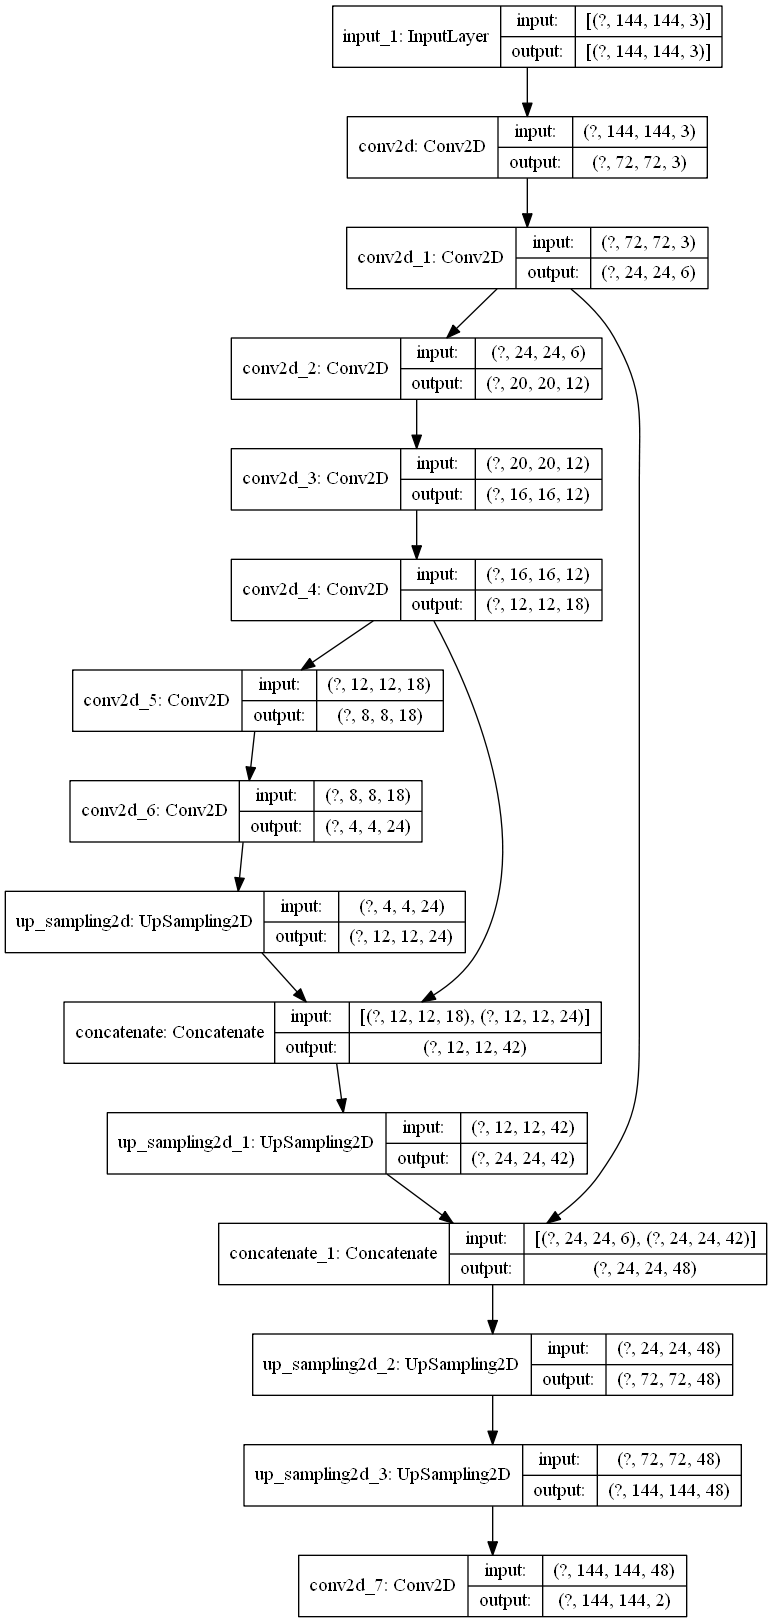 input_1: InputLayer
input: [(?, 144, 144, 3)]
output: [(?, 144, 144, 3)]
conv2d: Conv2D
input: (?, 144, 144, 3)
output: (?, 72, 72, 3)
conv2d_1: Conv2D
input: (?, 72, 72, 3)
output: (?, 24, 24, 6)
conv2d_2: Conv2D
input: (?, 24, 24, 6)
output: (?, 20, 20, 12)
conv2d_3: Conv2D
input: (?, 20, 20, 12)
output: (?, 16, 16, 12)
conv2d_4: Conv2D
input: (?, 16, 16, 12)
output: (?, 12, 12, 18)
conv2d_5: Conv2D
input: (?, 12, 12, 18)
output: (?, 8, 8, 18)
conv2d_6: Conv2D
input: (?, 8, 8, 18)
output: (?, 4, 4, 24)
up_sampling2d: UpSampling2D
input: (?, 4, 4, 24)
output: (?, 12, 12, 24)
concatenate: Concatenate
input: [(?, 12, 12, 18), (?, 12, 12, 24)]
output: (?, 12, 12, 42)
up_sampling2d_1: UpSampling2D
input: (?, 12, 12, 42)
output: (?, 24, 24, 42)
concatenate_1: Concatenate
input: [(?, 24, 24, 6), (?, 24, 24, 42)]
output: (?, 24, 24, 48)
up_sampling2d_2: UpSampling2D
input: (?, 24, 24, 48)
output: (?, 72, 72, 48)
up_sampling2d_3: UpSampling2D
input: (?, 72, 72, 48)
output: (?, 144, 144, 48)
conv2d_7: Conv2D
input: (?, 144, 144, 48)
output: (?, 144, 144, 2)